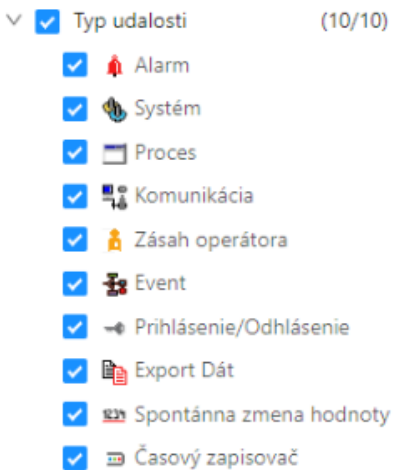 Typ udalosti (10/10)
Alarm
Systém
Proces
Komunikácia
Zásah operátora
Event
Prihlásenie/Odhlásenie
Export Dát
Spontánna zmena hodnoty
Časový zapisovač